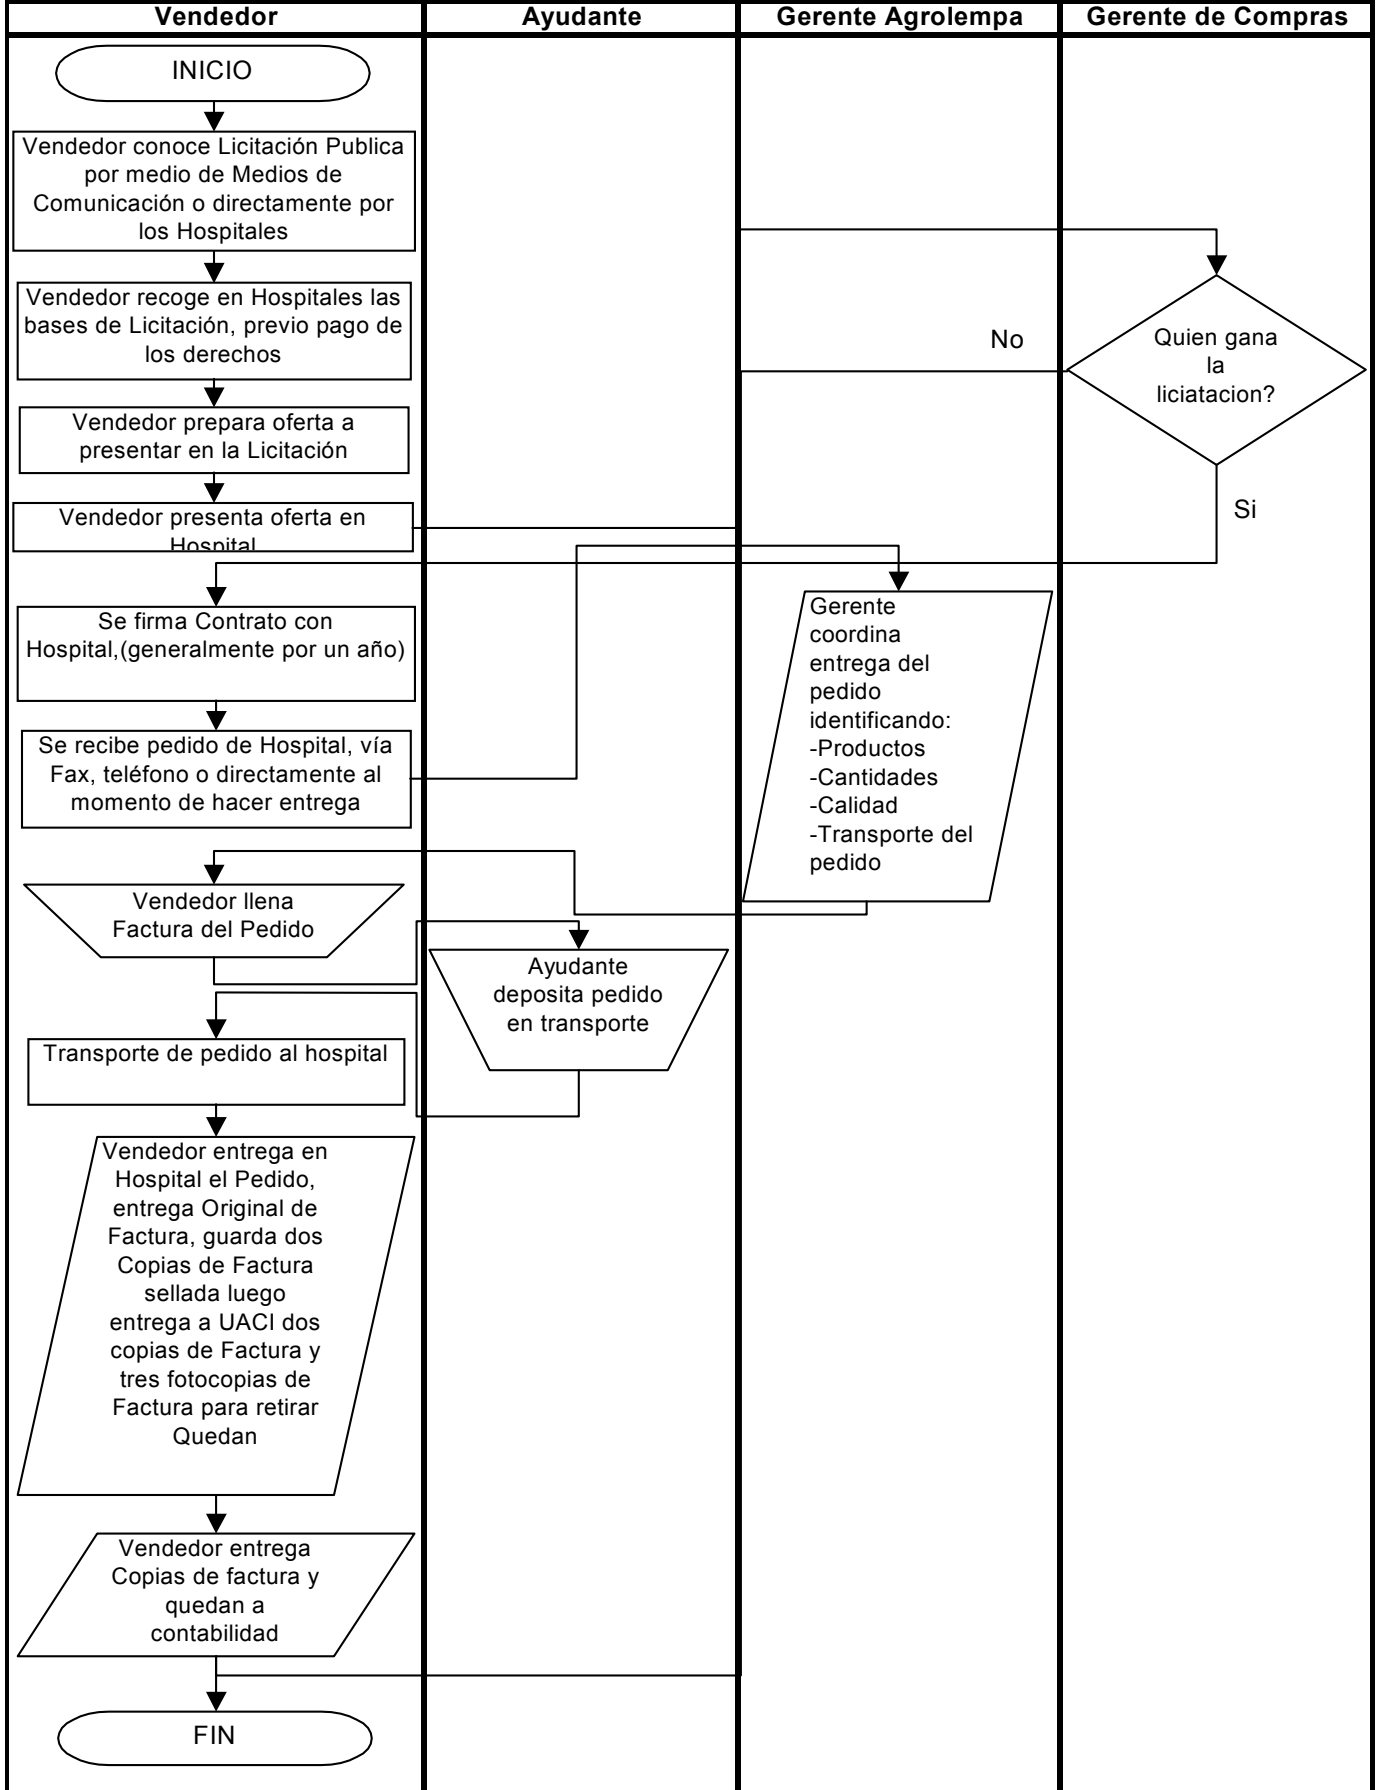 Vendedor
Ayudante
Gerente Agrolempa
Gerente de Compras
INICIO
Vendedor conoce Licitación Publica
por medio de Medios de
Comunicación o directamente por
los Hospitales
Vendedor recoge en Hospitales las
bases de Licitación, previo pago de
los derechos
Vendedor prepara oferta a
presentar en la Licitación
Vendedor presenta oferta en
Hospital
Quien gana
la
liciatacion?
No
Si
Se firma Contrato con
Hospital,(generalmente por un año)
Se recibe pedido de Hospital, vía
Fax, teléfono o directamente al
momento de hacer entrega
Gerente
coordina
entrega del
pedido
identificando:
-Productos
-Cantidades
-Calidad
-Transporte del
pedido
Vendedor llena
Factura del Pedido
Ayudante
deposita pedido
en transporte
Transporte de pedido al hospital
Vendedor entrega en
Hospital el Pedido,
entrega Original de
Factura, guarda dos
Copias de Factura
sellada luego
entrega a UACI dos
copias de Factura y
tres fotocopias de
Factura para retirar
Quedan
Vendedor entrega
Copias de factura y
quedan a
contabilidad
FIN